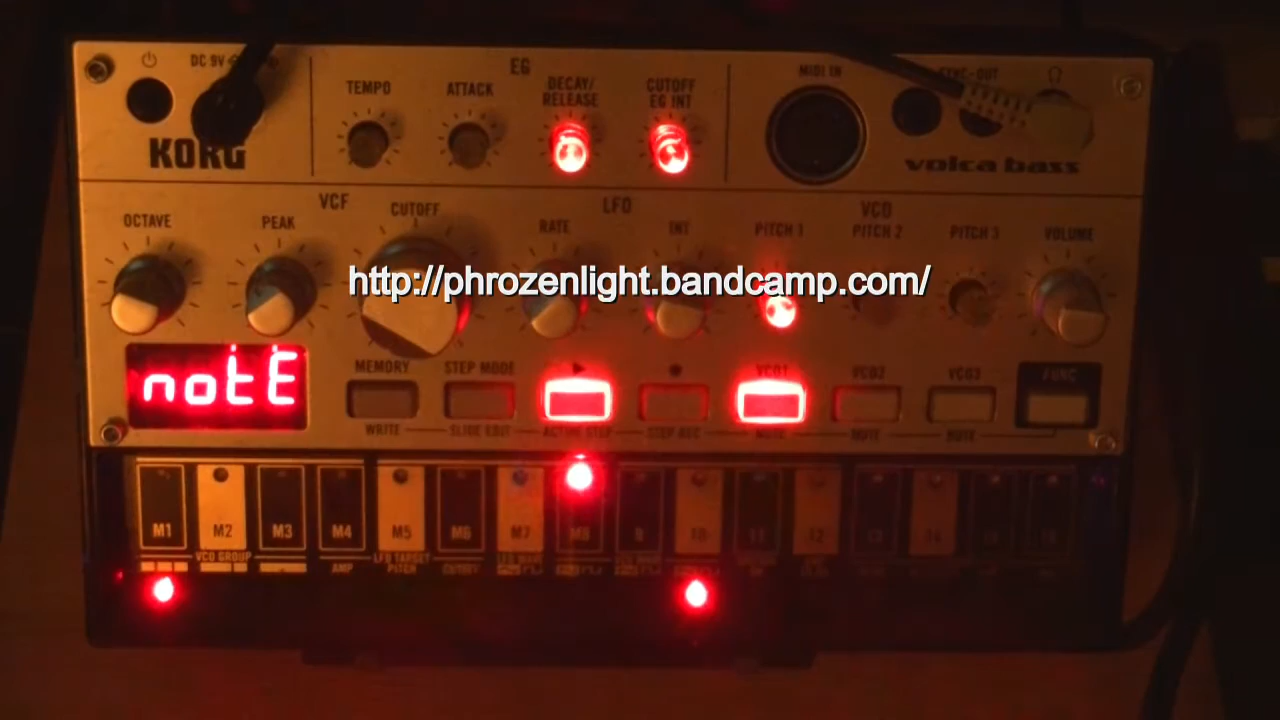 EG
DC 9V
TEMPO
ATTACK
DECAY/
RELEASE
CUTOFF
EG INT
MIDI IN
SYNC-OUT
KORG
volca bass
VCF
LFO
VCO
OCTAVE
PEAK
CUTOFF
RATE
INT
PITCH 1
PITCH 2
PITCH 3
VOLUME
http://phrozenlight.bandcamp.com/
notE
MEMORY
STEP MODE
VCO1
VCO2
VCO3
FUNC
WRITE
SLIDE EDIT
ACTIVE STEP
STEP REC
MUTE
MUTE
MUTE
M1
M2
M3
M4
M5
M6
M7
M8
9
10
11
12
13
14
VCO GROUP
AMP
LFO TARGET
PITCH
CUTOFF